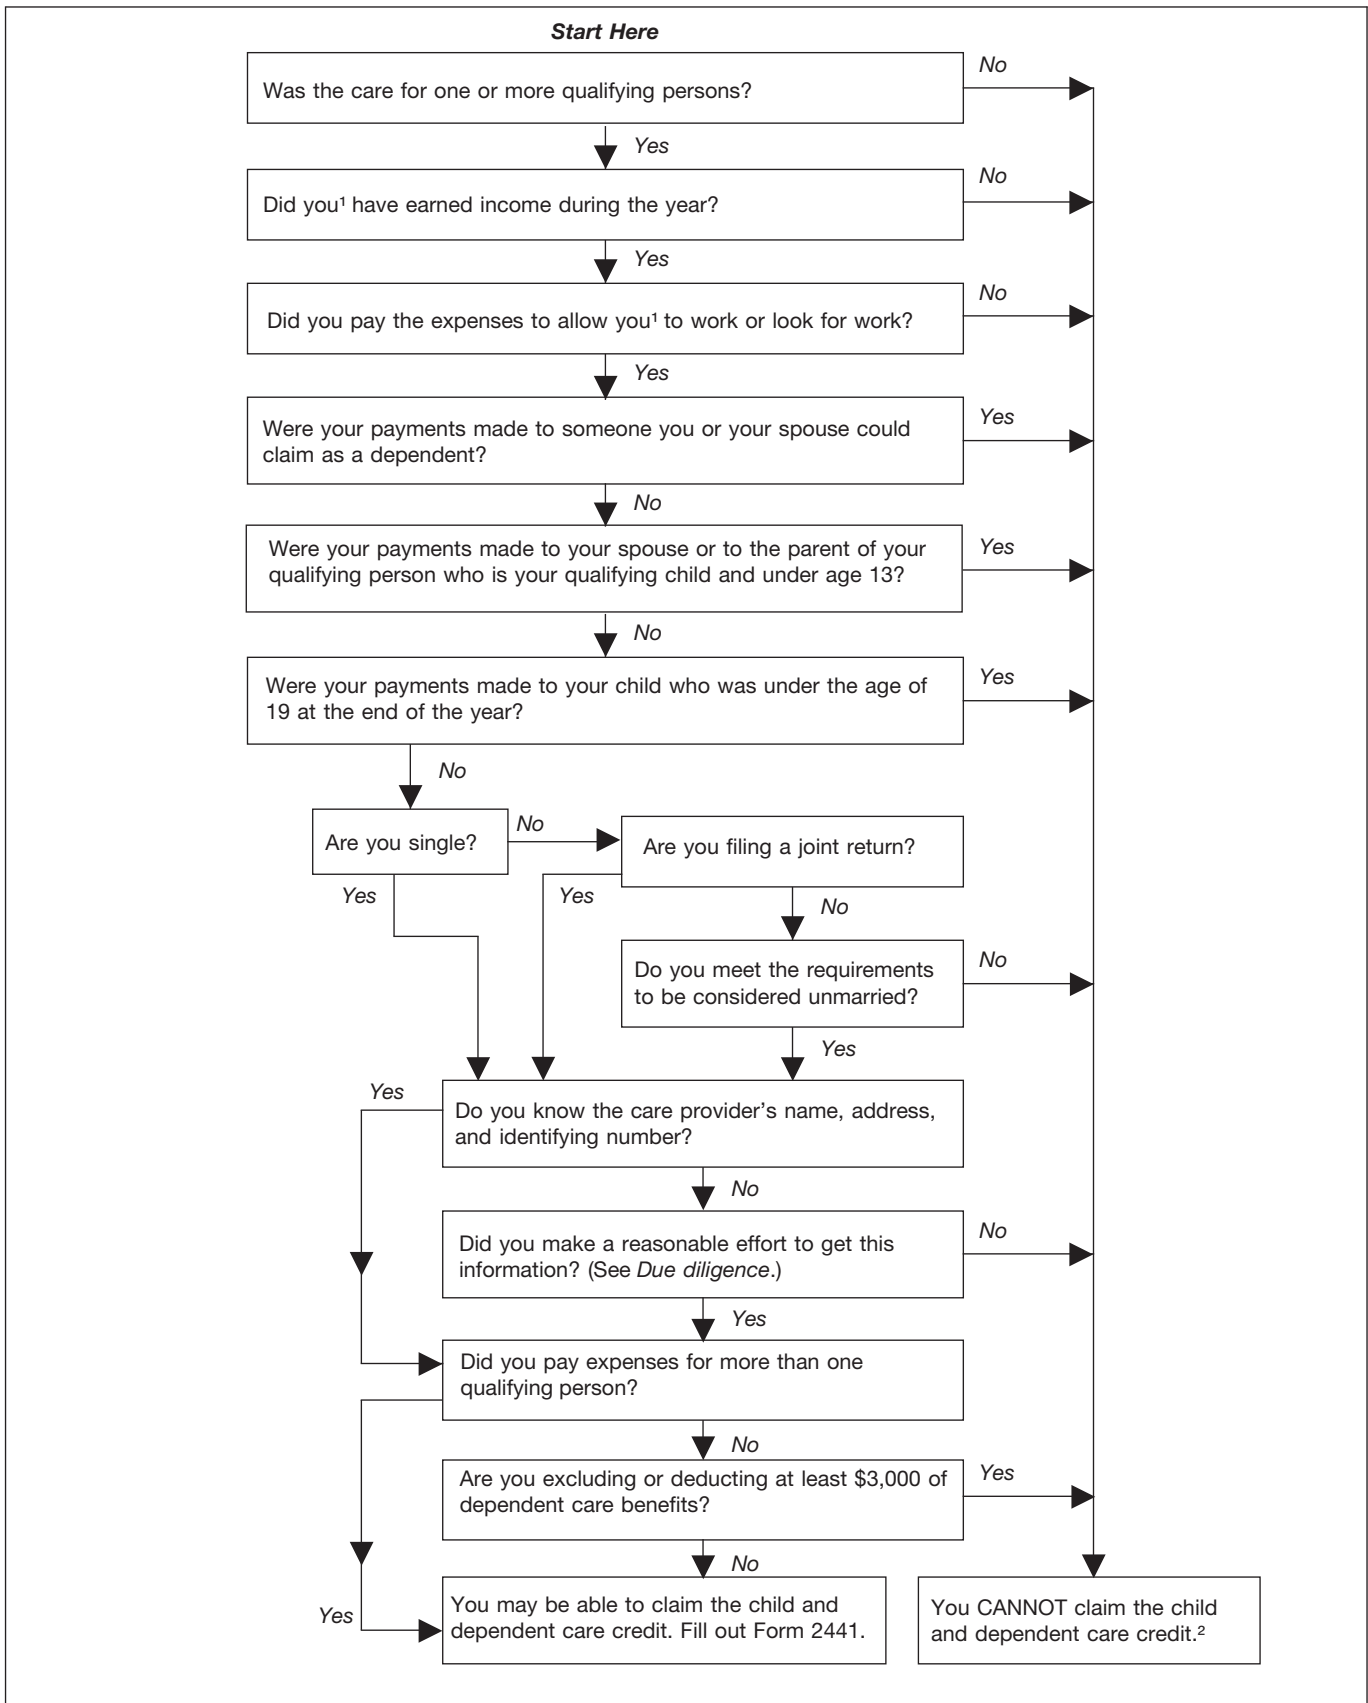 Start Here
Was the care for one or more qualifying persons?
No
Yes
Did you¹ have earned income during the year?
No
Yes
Did you pay the expenses to allow you¹ to work or look for work?
No
Yes
Were your payments made to someone you or your spouse could
claim as a dependent?
Yes
No
Were your payments made to your spouse or to the parent of your
qualifying person who is your qualifying child and under age 13?
Yes
No
Were your payments made to your child who was under the age of
19 at the end of the year?
Yes
No
Are you single?
No
Are you filing a joint return?
Yes
Yes
No
Do you meet the requirements
to be considered unmarried?
No
Yes
Yes
Do you know the care provider's name, address,
and identifying number?
No
Did you make a reasonable effort to get this
information? (See Due diligence.)
No
Yes
Did you pay expenses for more than one
qualifying person?
No
Are you excluding or deducting at least $3,000 of
dependent care benefits?
Yes
No
Yes
You may be able to claim the child and
dependent care credit. Fill out Form 2441.
You CANNOT claim the child
and dependent care credit.²